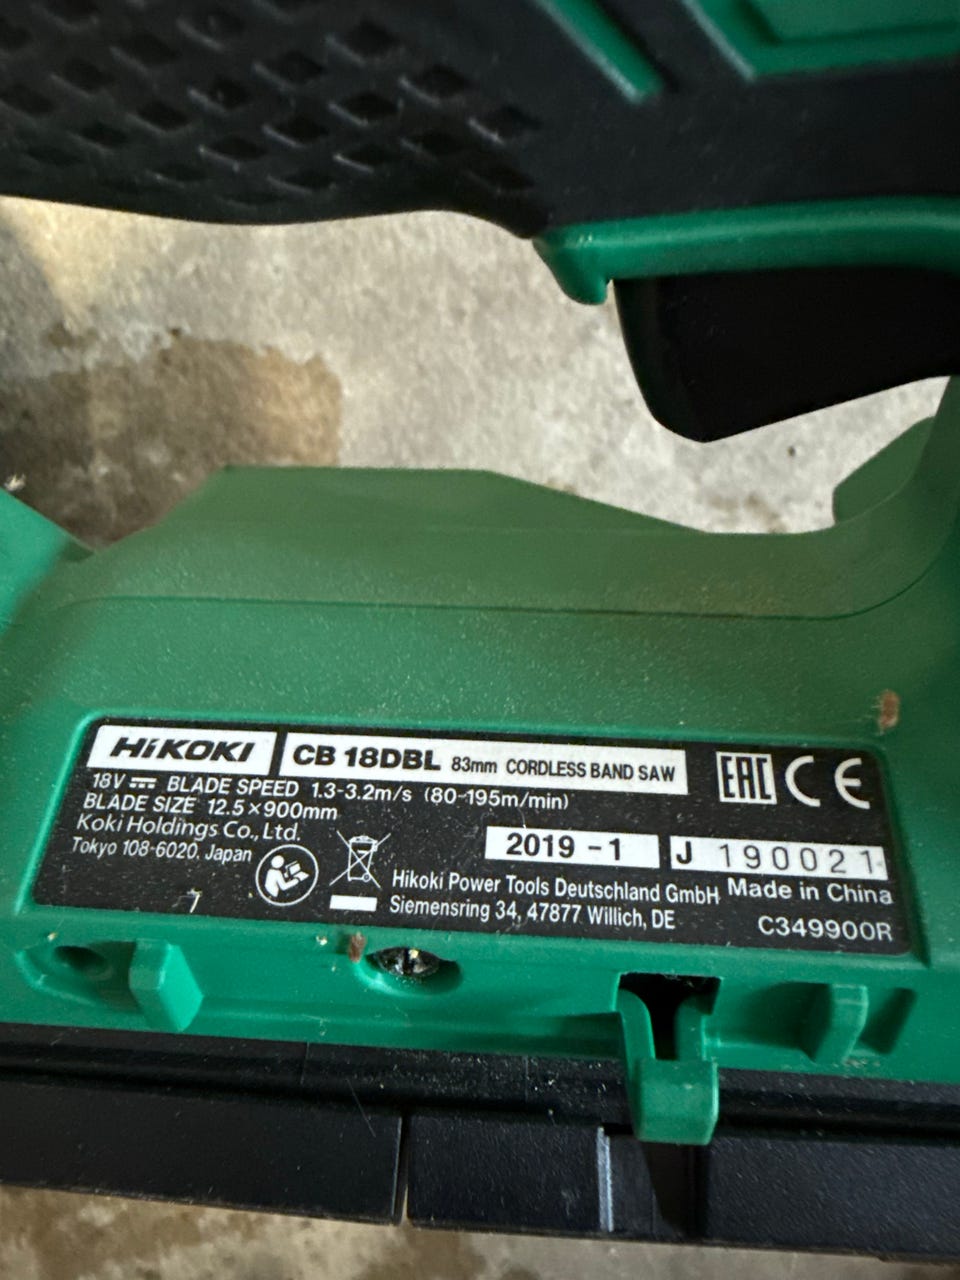 HiKOKI CB 18DBL 83mm CORDLESS BAND SAW EAC CE
18V BLADE SPEED 1.3-3.2m/s (80-195m/min)
BLADE SIZE 12.5×900mm
Koki Holdings Co., Ltd.
Tokyo 108-6020, Japan
2019 - 1 J 190021
Hikoki Power Tools Deutschland GmbH Made in China
Siemensring 34, 47877 Willich, DE C349900R
7